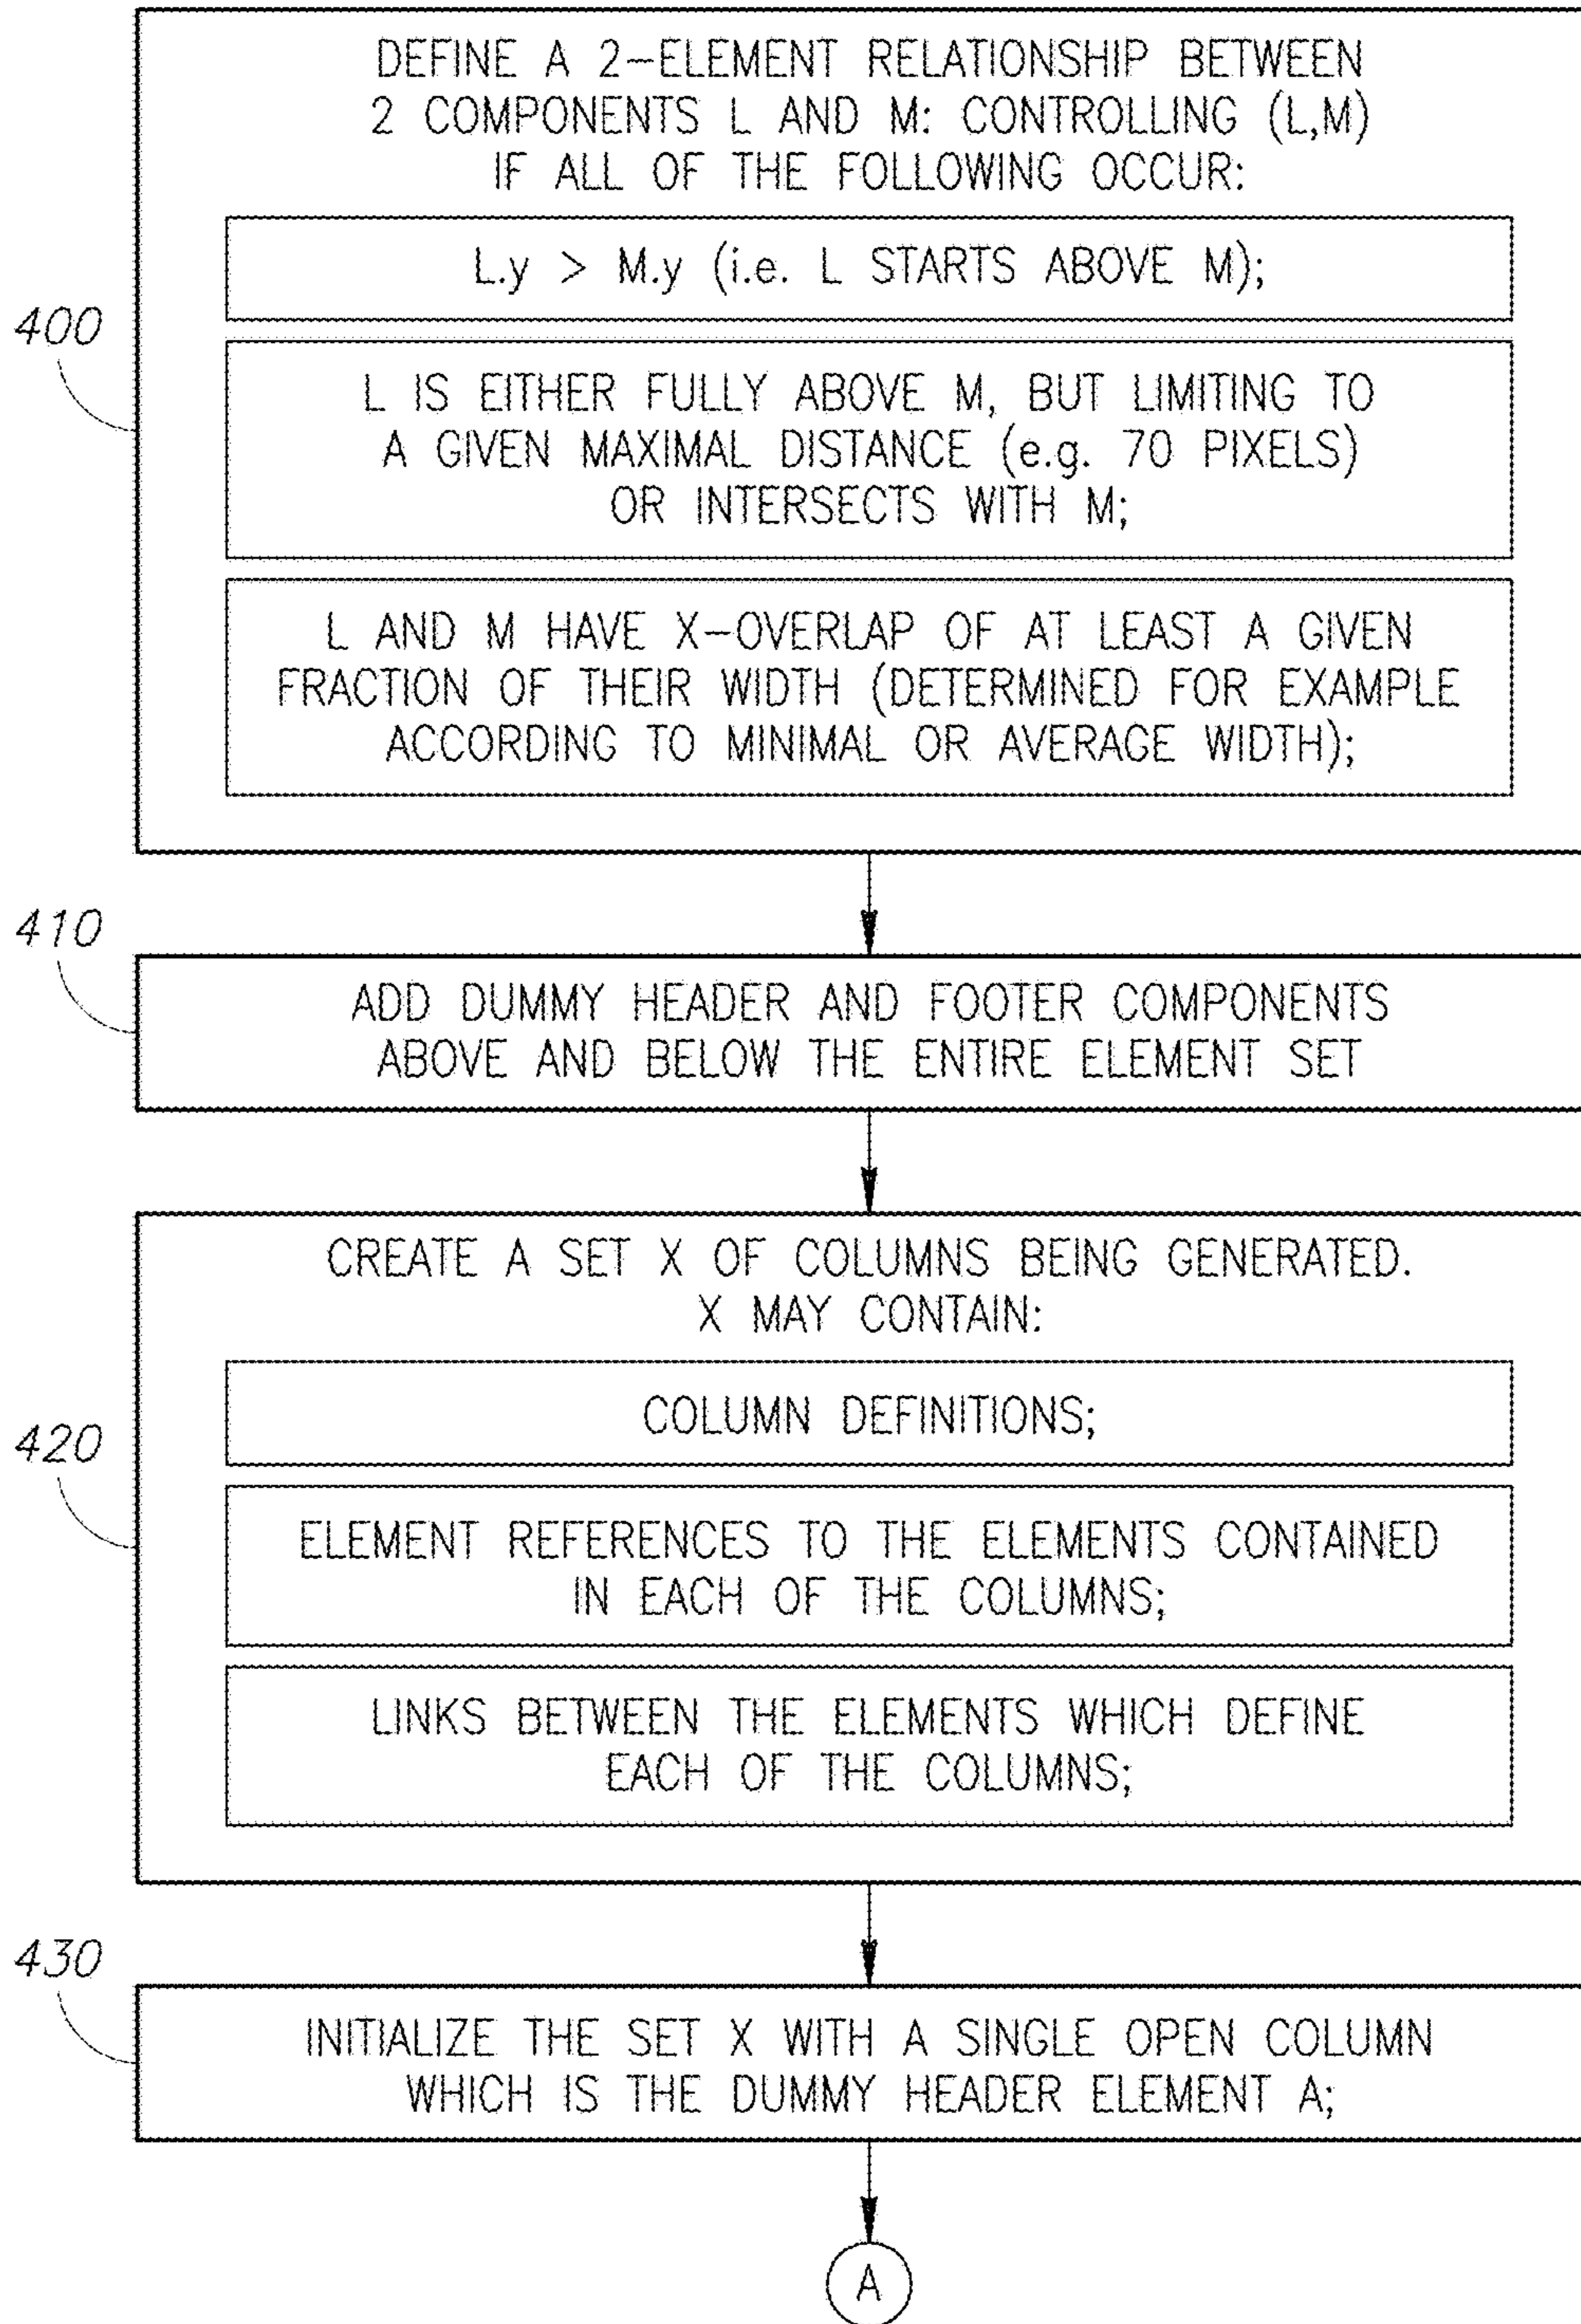 DEFINE A 2-ELEMENT RELATIONSHIP BETWEEN
2 COMPONENTS L AND M: CONTROLLING (L,M)
IF ALL OF THE FOLLOWING OCCUR:
L.y > M.y (i.e. L STARTS ABOVE M);
400
L IS EITHER FULLY ABOVE M, BUT LIMITING TO
A GIVEN MAXIMAL DISTANCE (e.g. 70 PIXELS)
OR INTERSECTS WITH M;
L AND M HAVE X-OVERLAP OF AT LEAST A GIVEN
FRACTION OF THEIR WIDTH (DETERMINED FOR EXAMPLE
ACCORDING TO MINIMAL OR AVERAGE WIDTH);
410
ADD DUMMY HEADER AND FOOTER COMPONENTS
ABOVE AND BELOW THE ENTIRE ELEMENT SET
CREATE A SET X OF COLUMNS BEING GENERATED.
X MAY CONTAIN:
COLUMN DEFINITIONS;
420
ELEMENT REFERENCES TO THE ELEMENTS CONTAINED
IN EACH OF THE COLUMNS;
LINKS BETWEEN THE ELEMENTS WHICH DEFINE
EACH OF THE COLUMNS;
430
INITIALIZE THE SET X WITH A SINGLE OPEN COLUMN
WHICH IS THE DUMMY HEADER ELEMENT A;
A